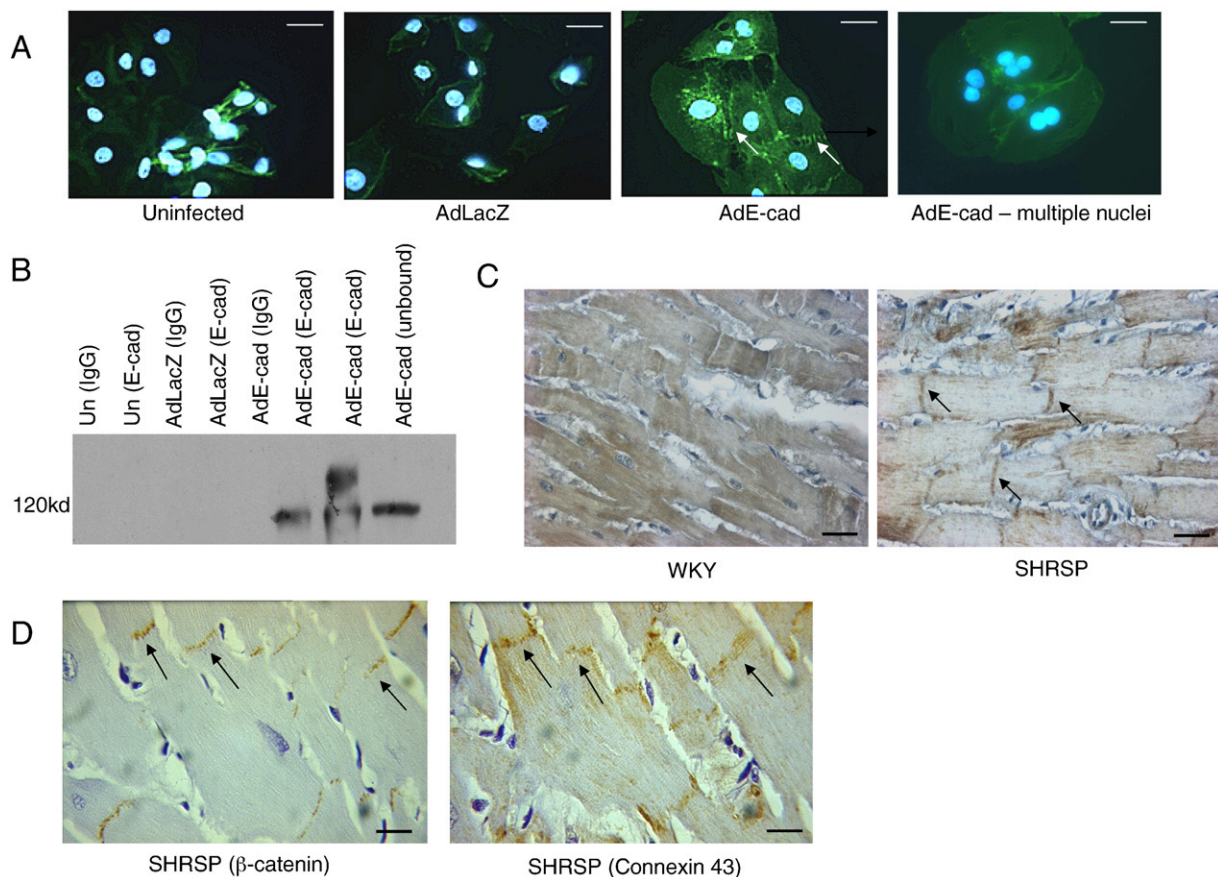 A
Uninfected
AdLacZ
AdE-cad
AdE-cad – multiple nuclei
B
Un (IgG)
Un (E-cad)
AdLacZ (IgG)
AdLacZ (E-cad)
AdE-cad (IgG)
AdE-cad (E-cad)
AdE-cad (E-cad)
AdE-cad (unbound)
120kd
C
WKY
SHRSP
D
SHRSP (β-catenin)
SHRSP (Connexin 43)